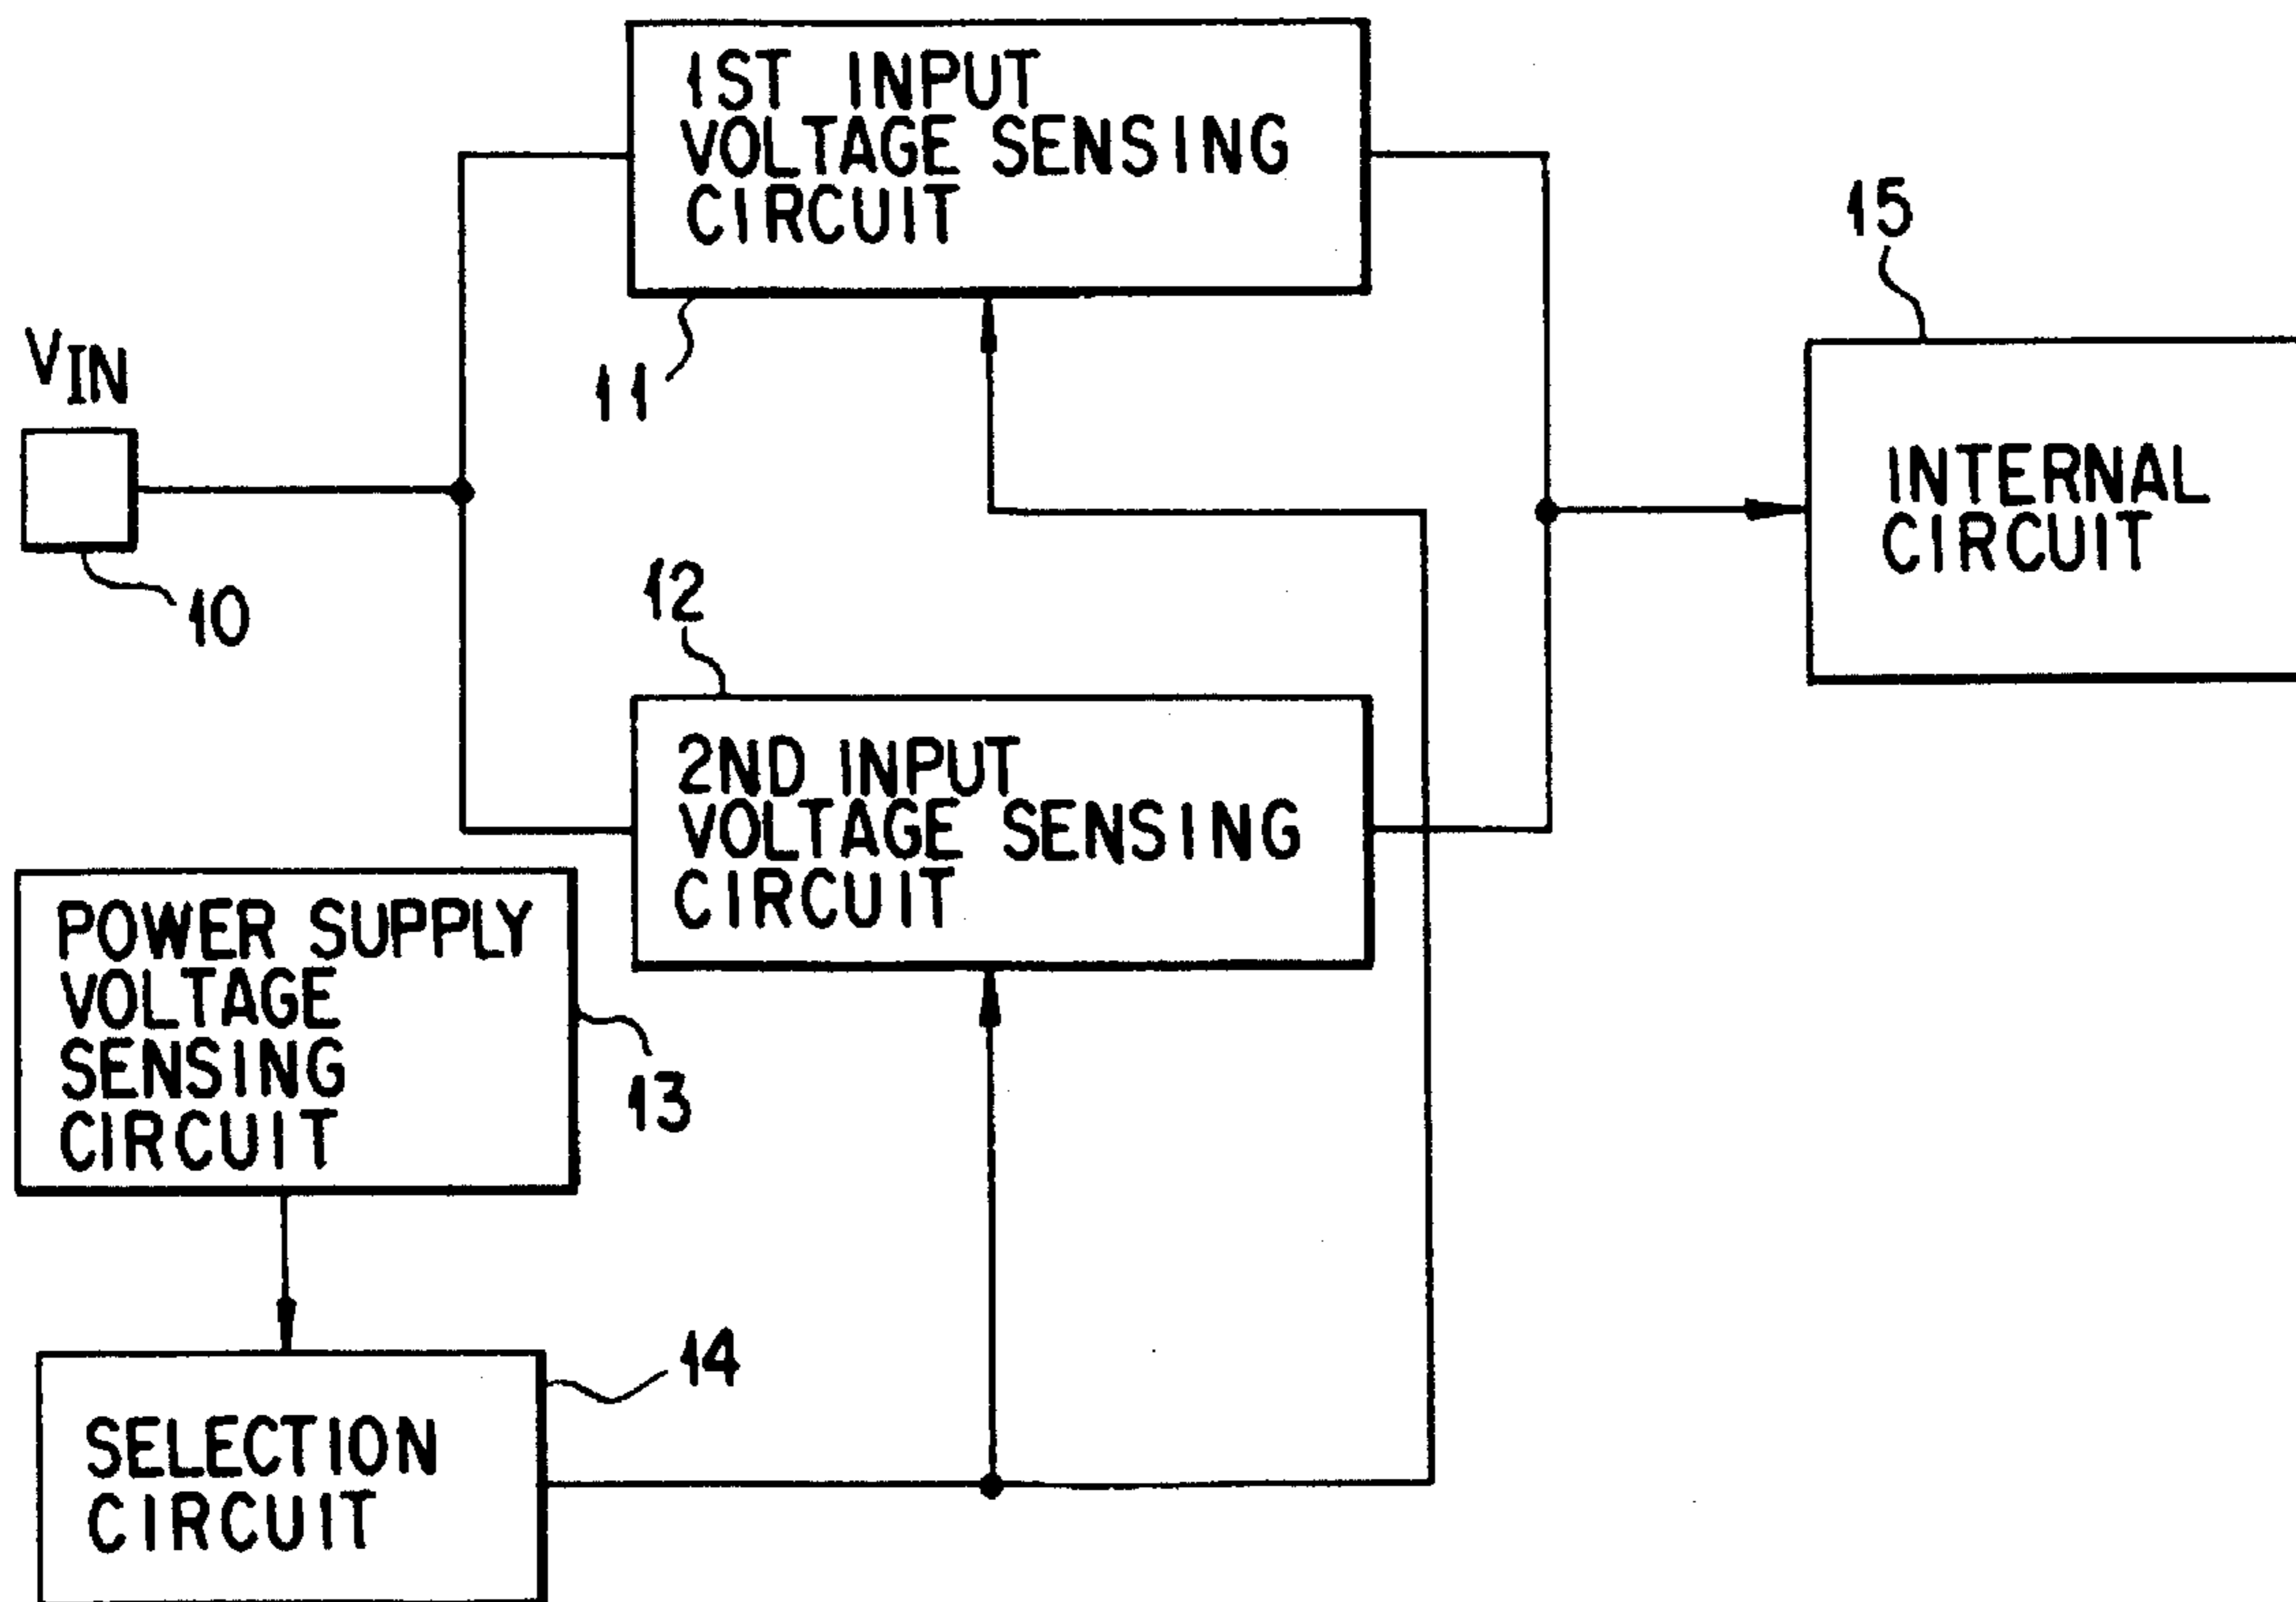 1ST INPUT
VOLTAGE SENSING
CIRCUIT
11
15
VIN
10
INTERNAL
CIRCUIT
12
2ND INPUT
VOLTAGE SENSING
CIRCUIT
POWER SUPPLY
VOLTAGE
SENSING
CIRCUIT
13
14
SELECTION
CIRCUIT